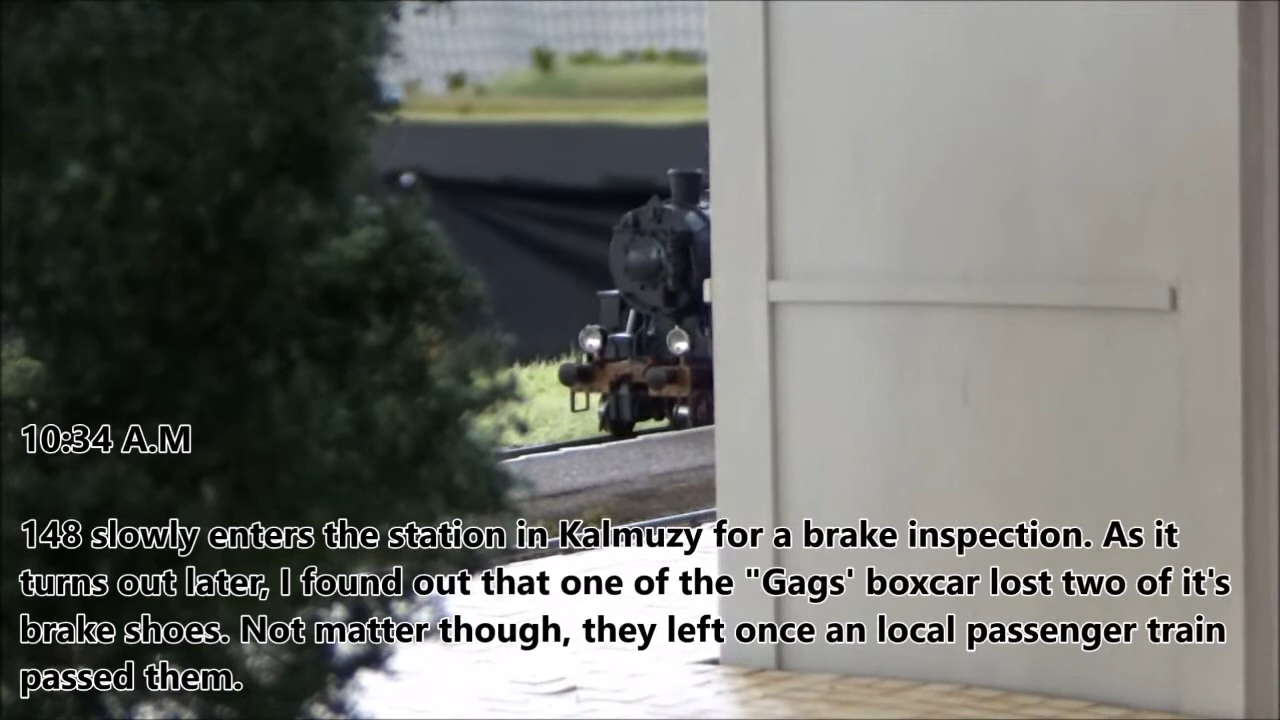 10:34 A.M
148 slowly enters the station in Kalmuzy for a brake inspection. As it
turns out later, I found out that one of the "Gags' boxcar lost two of it's
brake shoes. Not matter though, they left once an local passenger train
passed them.